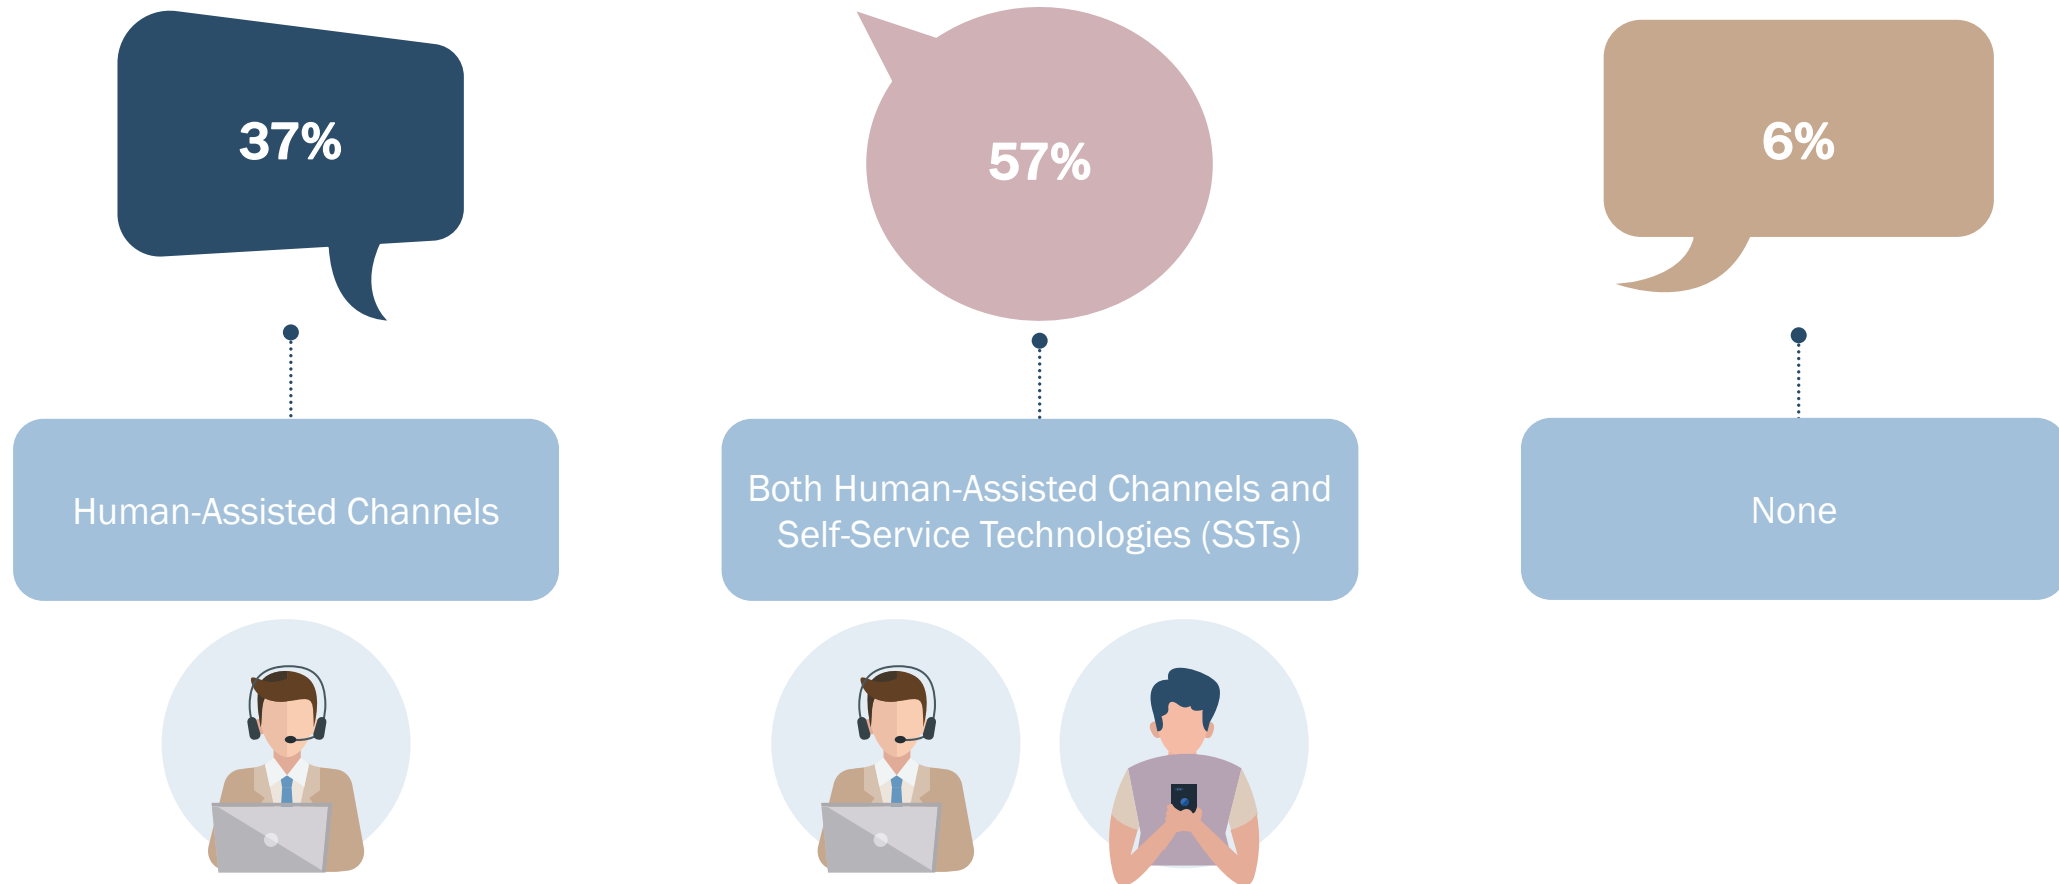 37%
57%
6%
Human-Assisted Channels
Both Human-Assisted Channels and
Self-Service Technologies (SSTs)
None